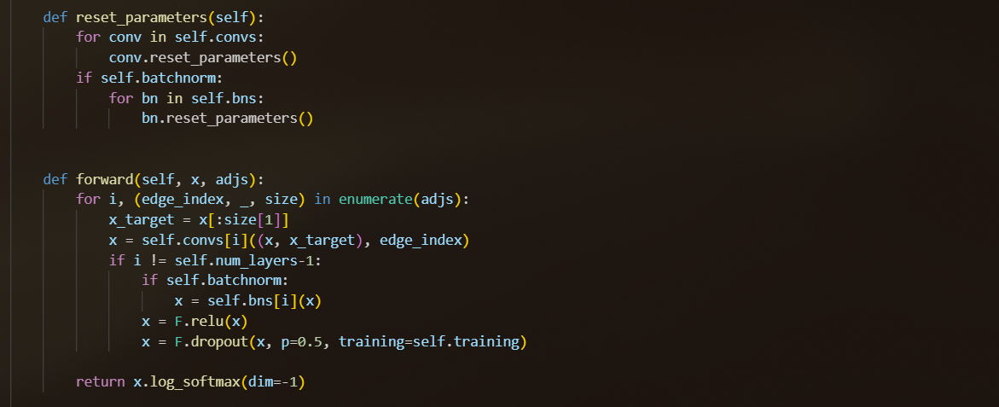 def reset_parameters(self):
    for conv in self.convs:
        conv.reset_parameters()
    if self.batchnorm:
        for bn in self.bns:
            bn.reset_parameters()
def forward(self, x, adjs):
    for i, (edge_index, _, size) in enumerate(adjs):
        x_target = x[:size[1]]
        x = self.convs[i]((x, x_target), edge_index)
        if i != self.num_layers-1:
            if self.batchnorm:
                x = self.bns[i](x)
            x = F.relu(x)
            x = F.dropout(x, p=0.5, training=self.training)
    return x.log_softmax(dim=-1)